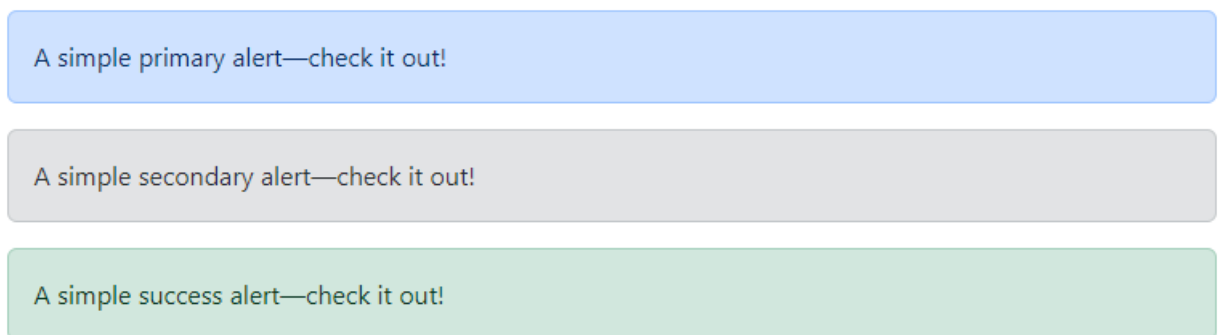 A simple primary alert—check it out!
A simple secondary alert—check it out!
A simple success alert—check it out!